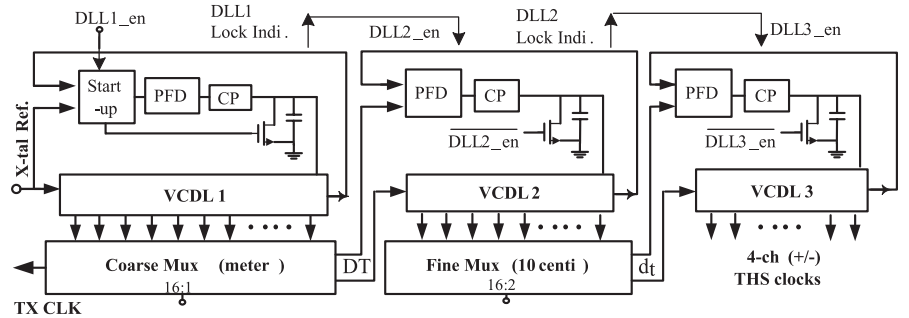 DLL1_en
DLL1
Lock Indi .
DLL2_en
DLL2
Lock Indi .
DLL3_en
Start
-up
PFD
CP
PFD
CP
PFD
CP
X-tal Ref.
DLL2_en
DLL3_en
VCDL 1
VCDL 2
VCDL 3
Coarse Mux (meter )
16:1
DT
Fine Mux (10 centi )
16:2
dt
4-ch (+/-)
THS clocks
TX CLK